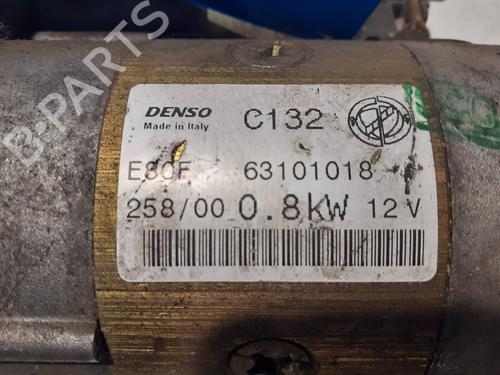 B-PARTS
DENSO C132
Made in Italy
E80F 63101018
258/00 0.8kW 12V